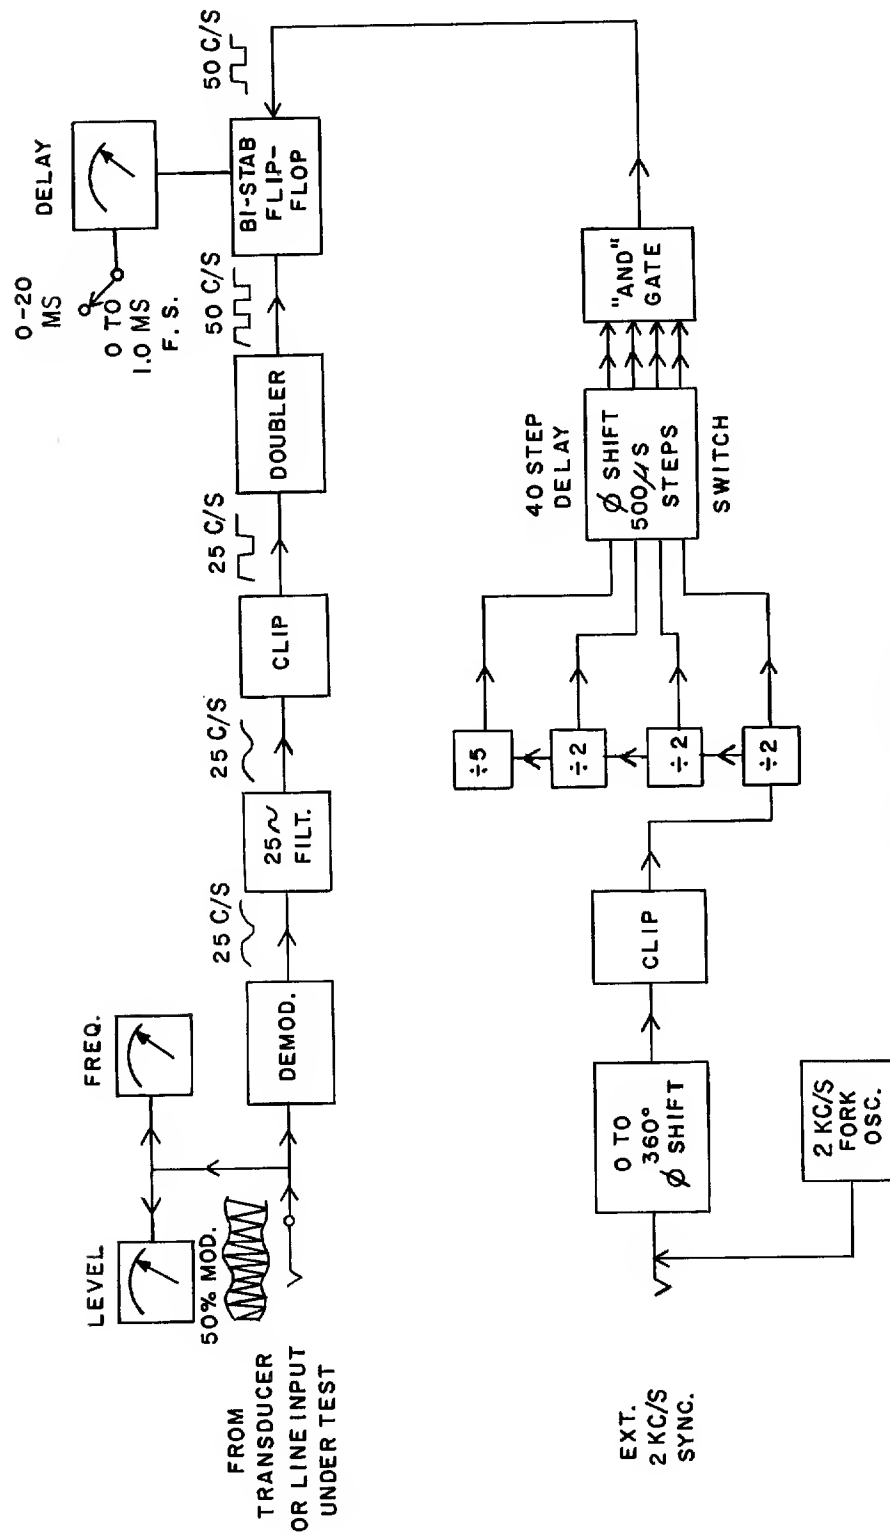 LEVEL
FREQ.
50% MOD.
FROM
TRANSDUCER
OR LINE INPUT
UNDER TEST
DEMOD.
25 C/S
25~
FILT.
25 C/S
CLIP
25 C/S
DOUBLER
50 C/S
BI-STAB
FLIP-
FLOP
50 C/S
DELAY
0-20
MS
0 TO
1.0 MS
F. S.
EXT.
2 KC/S
SYNC.
0 TO
360°
Ø SHIFT
2 KC/S
FORK
OSC.
CLIP
÷5
÷2
÷2
÷2
40 STEP
DELAY
Ø SHIFT
500μS
STEPS
SWITCH
"AND"
GATE